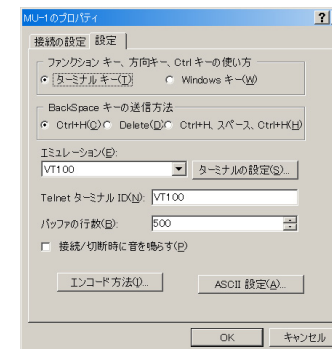 MU-1のプロパティ ?
接続の設定 設定
ファンクション キー、方向キー、Ctrl キーの使い方
ターミナル キー(T) Windows キー(W)
BackSpace キーの送信方法
Ctrl+H(C) Delete(D) Ctrl+H, スペース, Ctrl+H(H)
エミュレーション(E):
VT100 ターミナルの設定(S)...
Telnet ターミナル ID(N): VT100
バッファの行数(B): 500
接続/切断時に音を鳴らす(P)
エンコード方法(I)... ASCII 設定(A)...
OK キャンセル